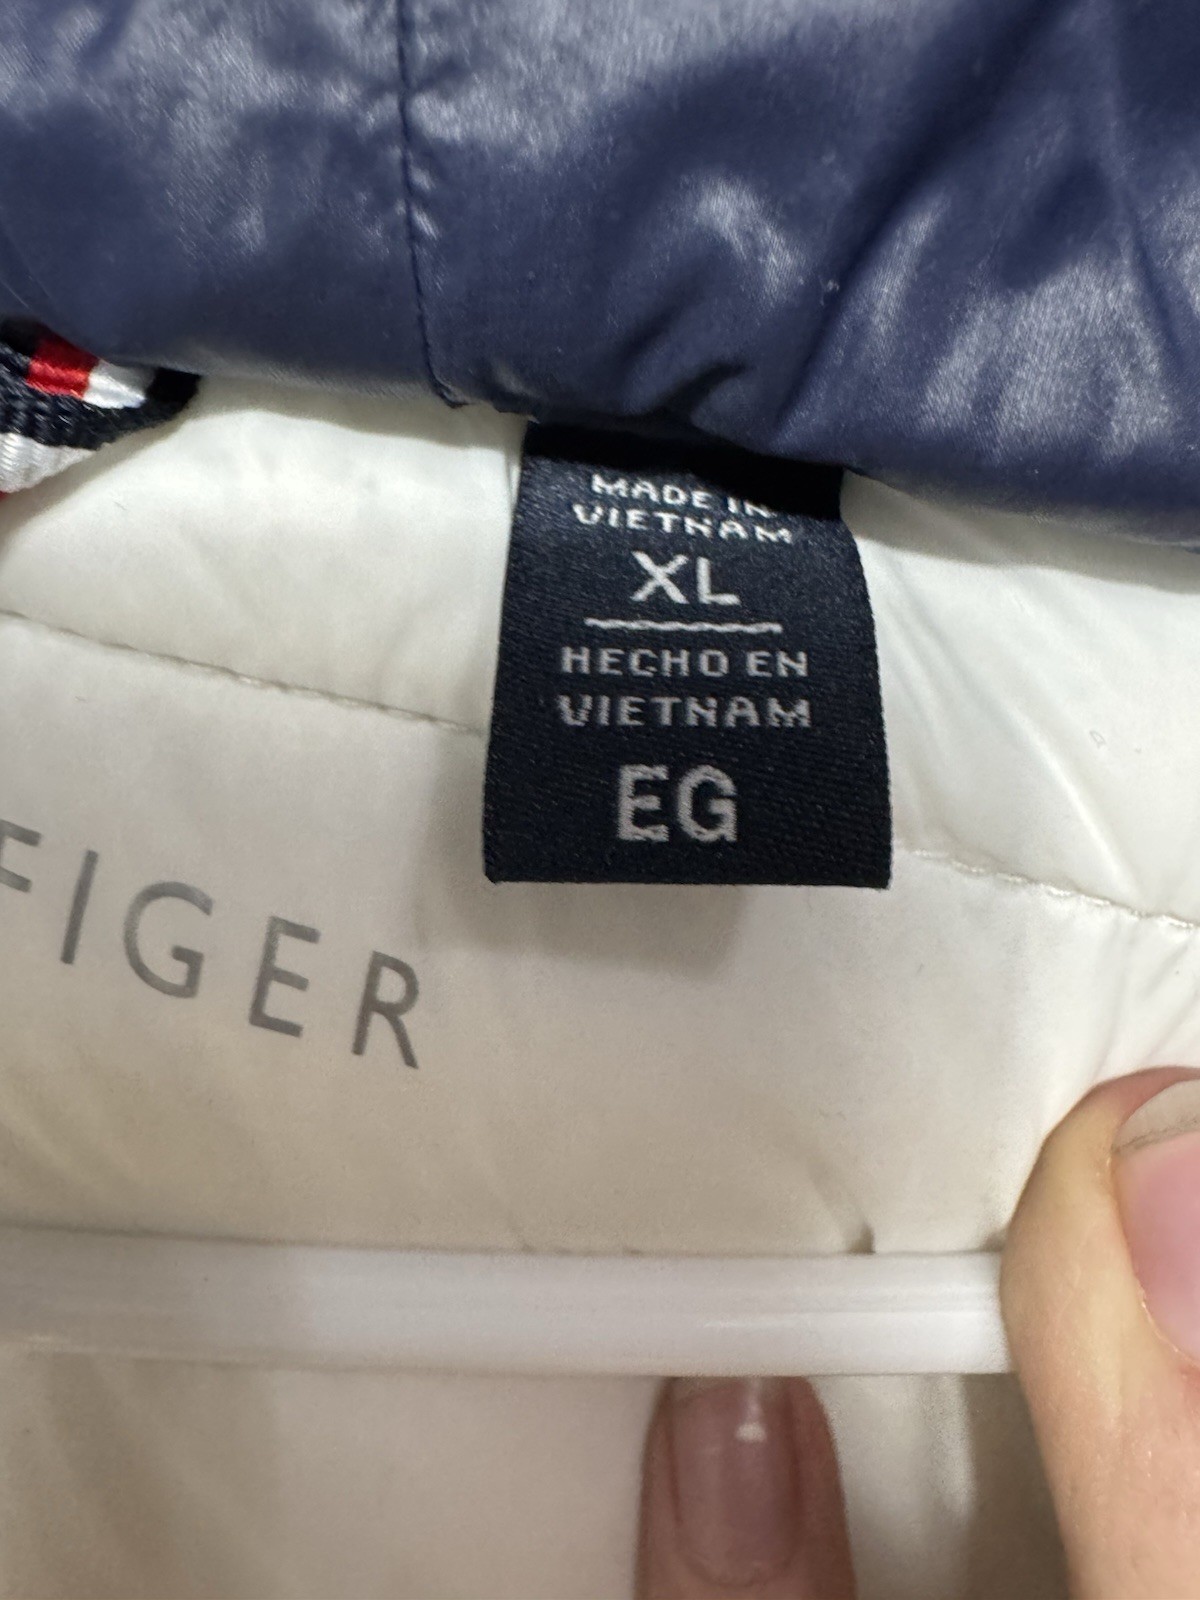 MADE IN
VIETNAM
XL
HECHO EN
VIETNAM
EG
FIGER